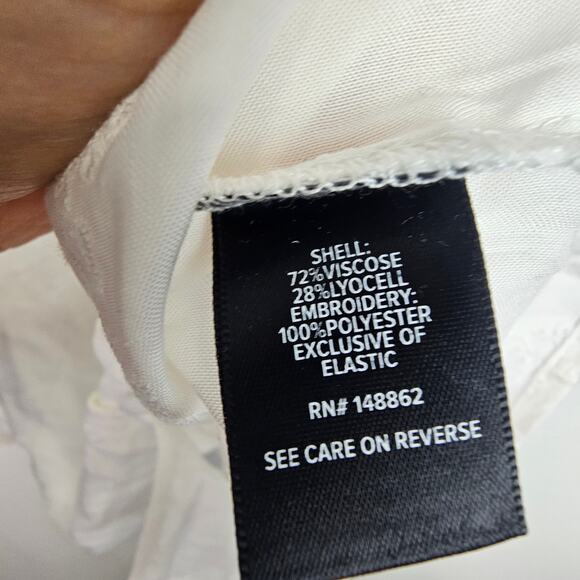 SHELL:
72%VISCOSE
28%LYOCELL
EMBROIDERY:
100%POLYESTER
EXCLUSIVE OF
ELASTIC
RN# 148862
SEE CARE ON REVERSE